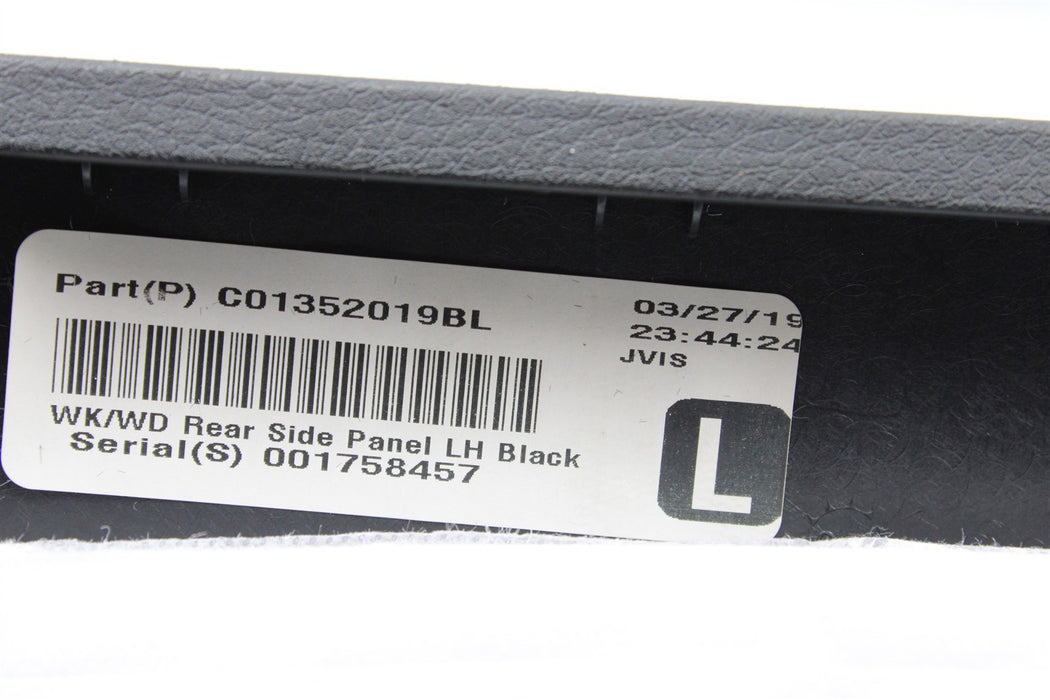 Part(P) C01352019BL
03/27/19
23:44:24
JVIS
WK/WD Rear Side Panel LH Black
Serial(S) 001758457
L